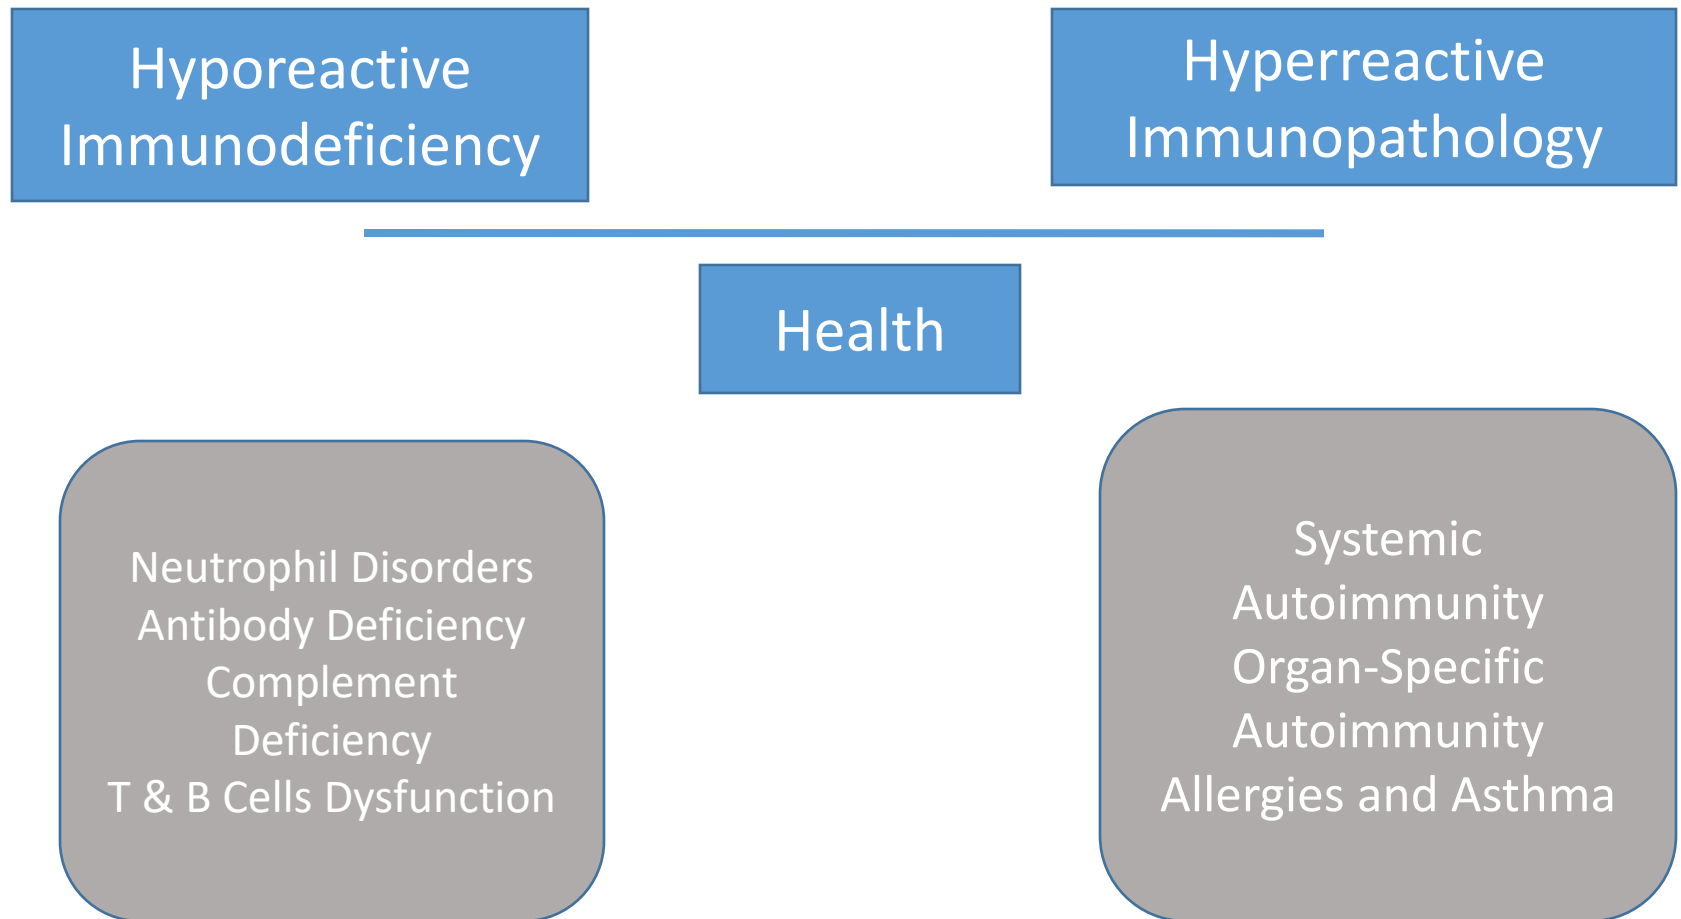 Hyporeactive
Immunodeficiency
Hyperreactive
Immunopathology
Health
Neutrophil Disorders
Antibody Deficiency
Complement
Deficiency
T & B Cells Dysfunction
Systemic
Autoimmunity
Organ-Specific
Autoimmunity
Allergies and Asthma